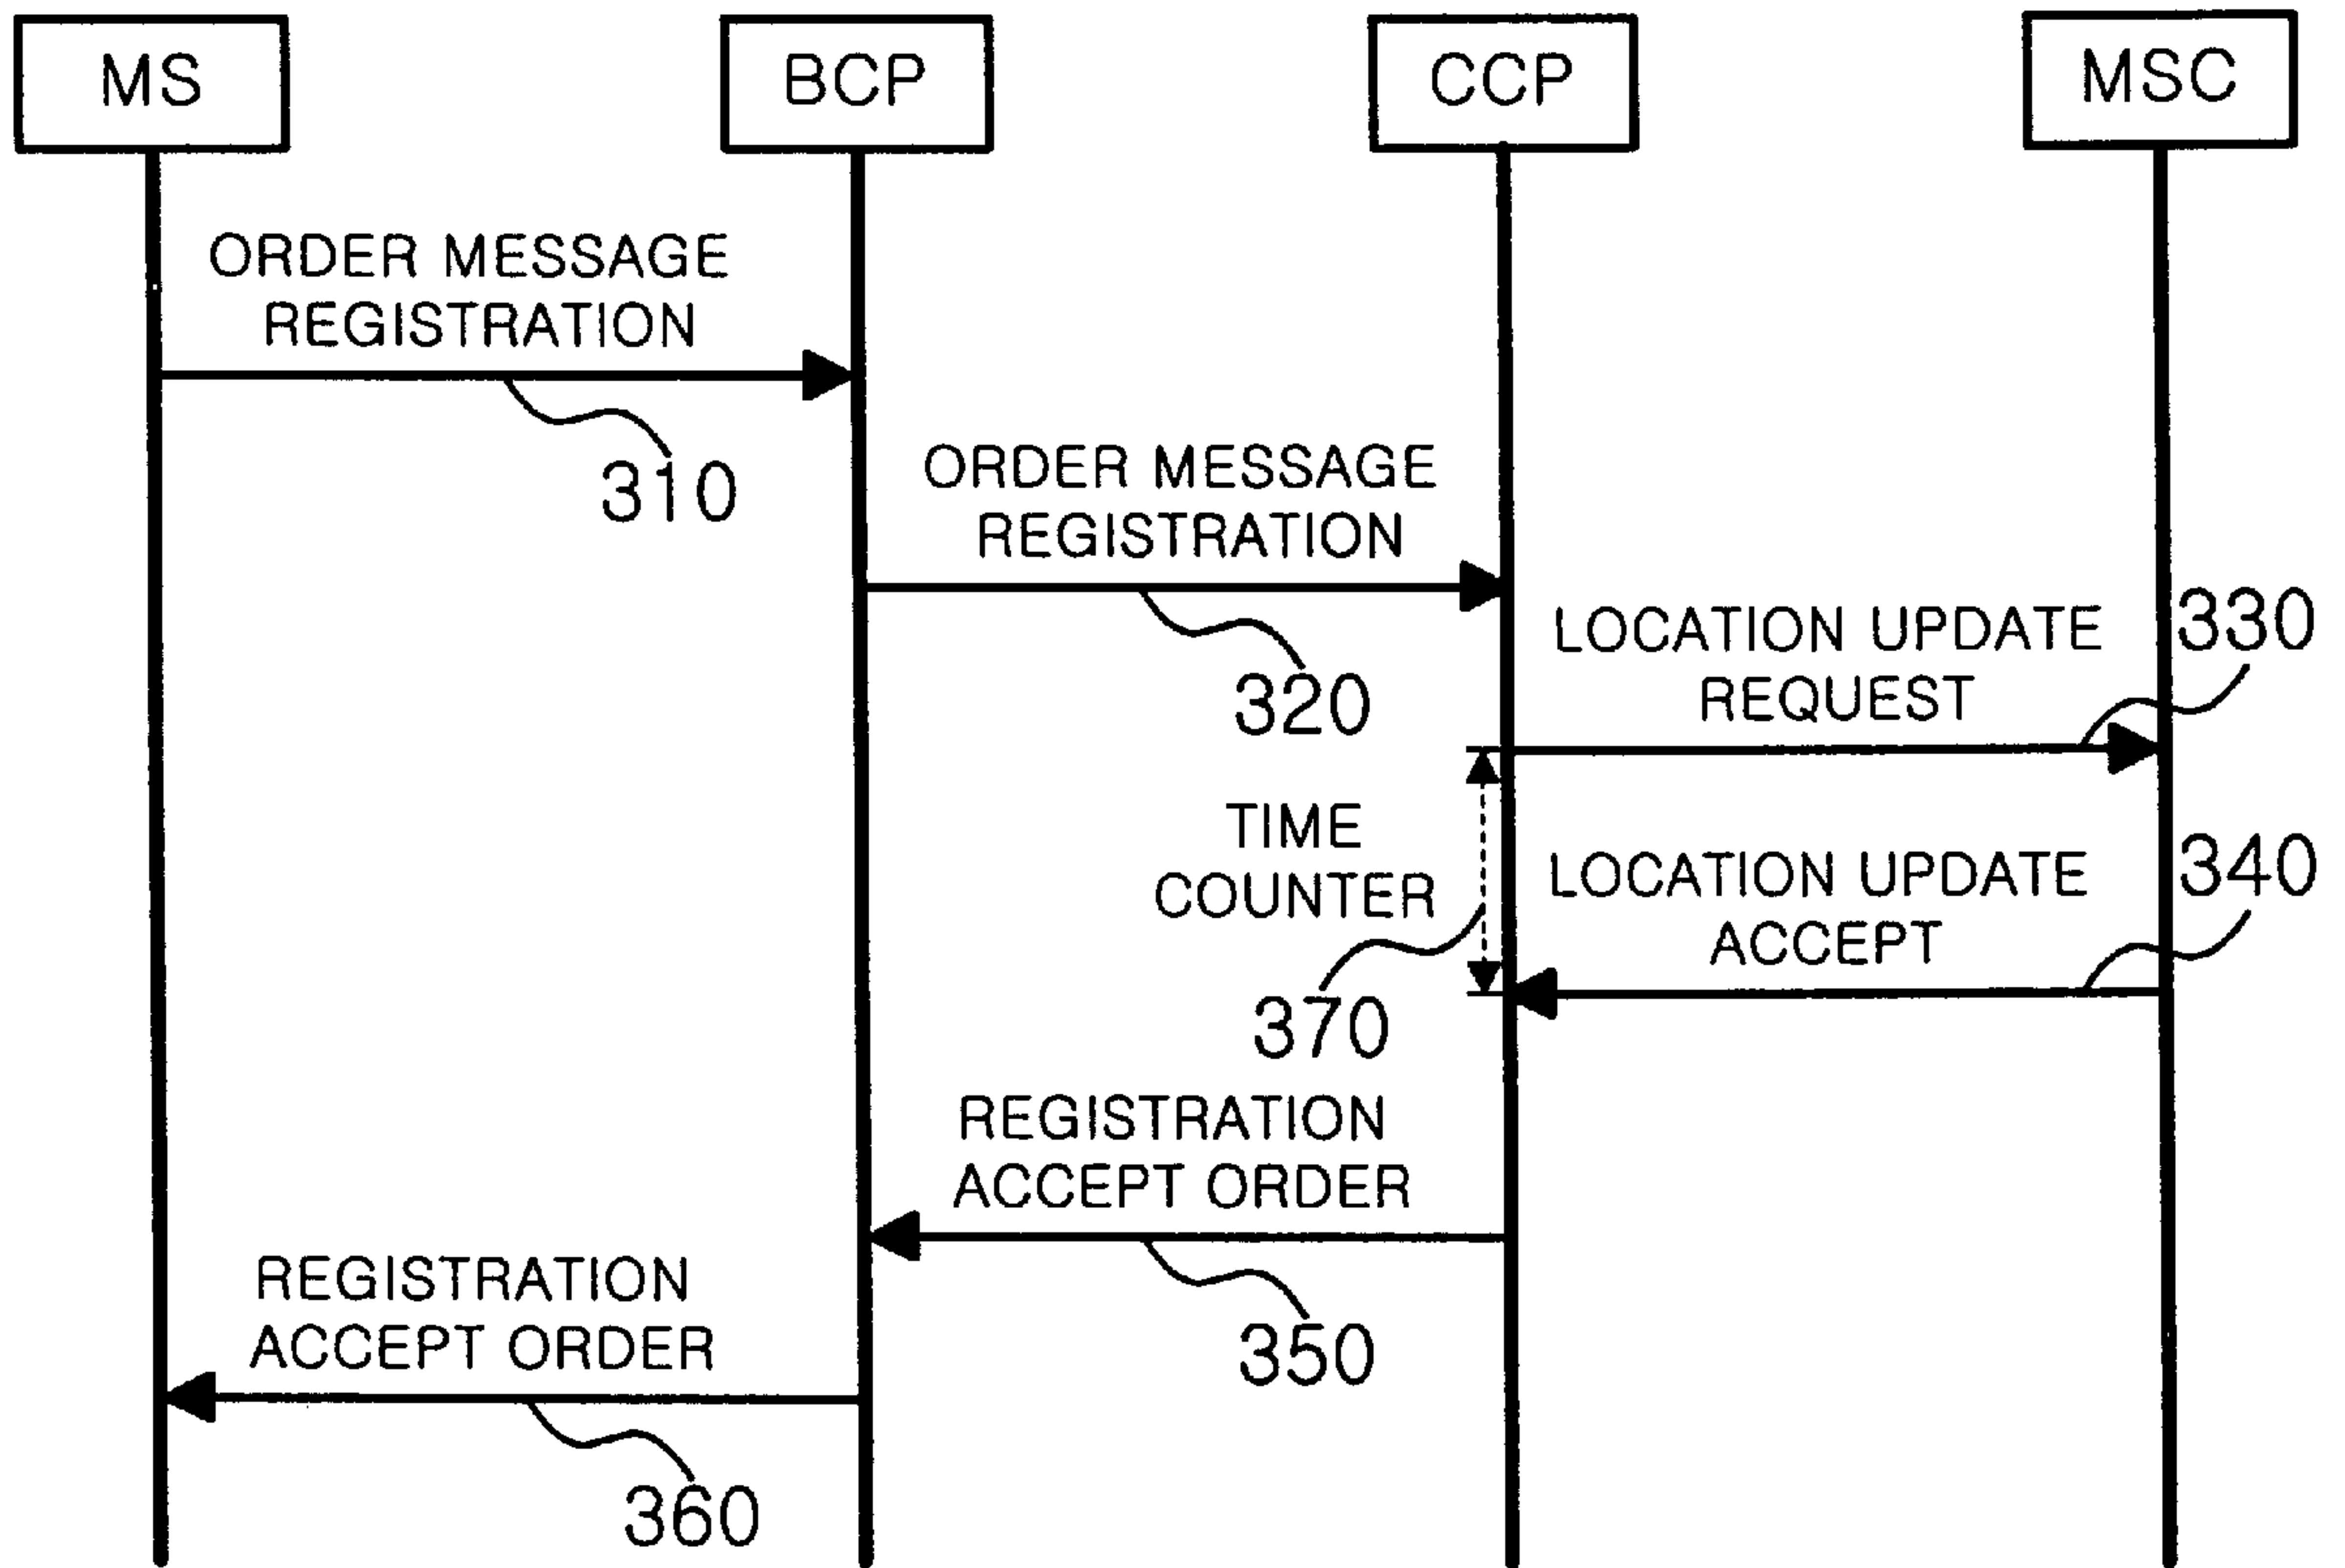 MS
BCP
CCP
MSC
ORDER MESSAGE
REGISTRATION
310
ORDER MESSAGE
REGISTRATION
320
LOCATION UPDATE
REQUEST
330
TIME
COUNTER
370
LOCATION UPDATE
ACCEPT
340
REGISTRATION
ACCEPT ORDER
350
REGISTRATION
ACCEPT ORDER
360